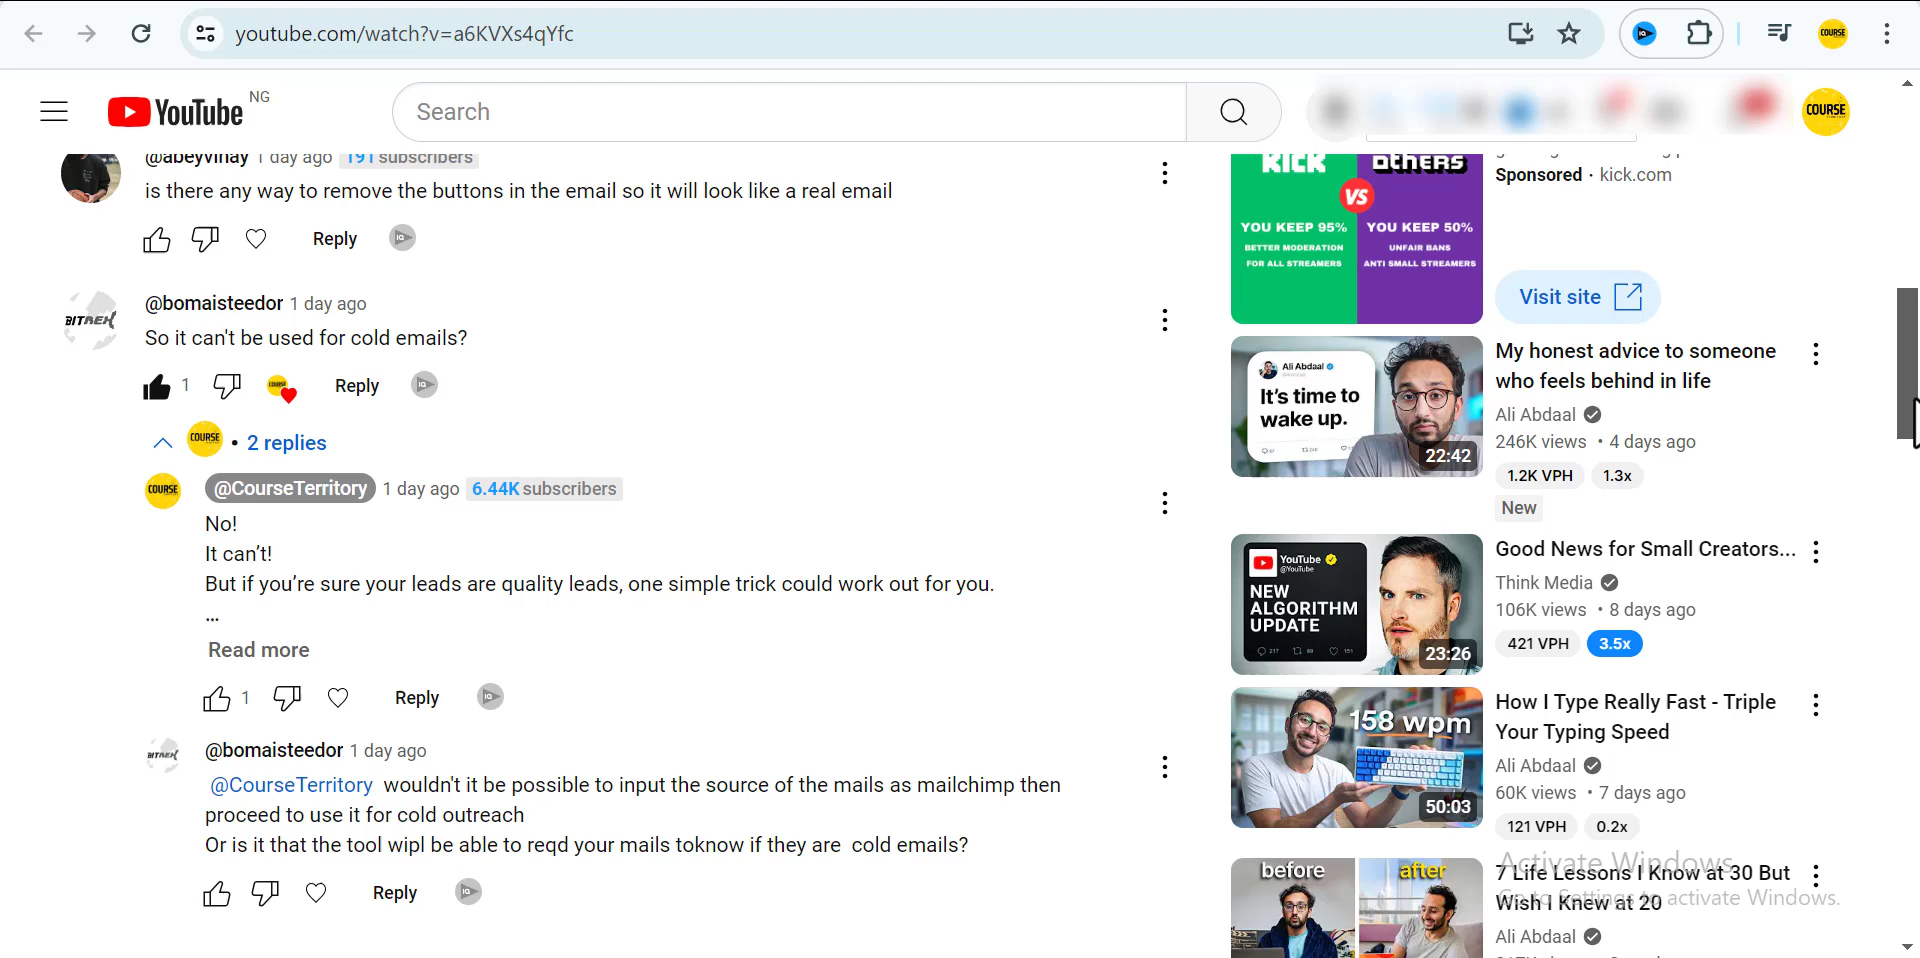 youtube.com/watch?v=a6KVXs4qYfc
COURSE
YouTube NG
Search
COURSE
@abeyvinay 1 day ago 191 subscribers
is there any way to remove the buttons in the email so it will look like a real email
Reply
BITREK
@bomaisteedor 1 day ago
So it can't be used for cold emails?
1
Reply
COURSE • 2 replies
COURSE
@CourseTerritory 1 day ago 6.44K subscribers
No!
It can’t!
But if you’re sure your leads are quality leads, one simple trick could work out for you.
...
Read more
1
Reply
BITREK
@bomaisteedor 1 day ago
@CourseTerritory wouldn't it be possible to input the source of the mails as mailchimp then
proceed to use it for cold outreach
Or is it that the tool wipl be able to reqd your mails toknow if they are cold emails?
Reply
KICK
VS
OTHERS
YOU KEEP 95%
BETTER MODERATION
FOR ALL STREAMERS
YOU KEEP 50%
UNFAIR BANS
ANTI SMALL STREAMERS
Sponsored · kick.com
Visit site
Ali Abdaal
It’s time to
wake up.
22:42
My honest advice to someone
who feels behind in life
Ali Abdaal
246K views • 4 days ago
1.2K VPH 1.3x
New
YouTube
@YouTube
NEW
ALGORITHM
UPDATE
217 89 151
23:26
Good News for Small Creators...
Think Media
106K views • 8 days ago
421 VPH 3.5x
158 wpm
50:03
How I Type Really Fast - Triple
Your Typing Speed
Ali Abdaal
60K views • 7 days ago
121 VPH 0.2x
before
after
7 Life Lessons I Know at 30 But
Wish I Knew at 20
Ali Abdaal
Activate Windows
Go to Settings to activate Windows.